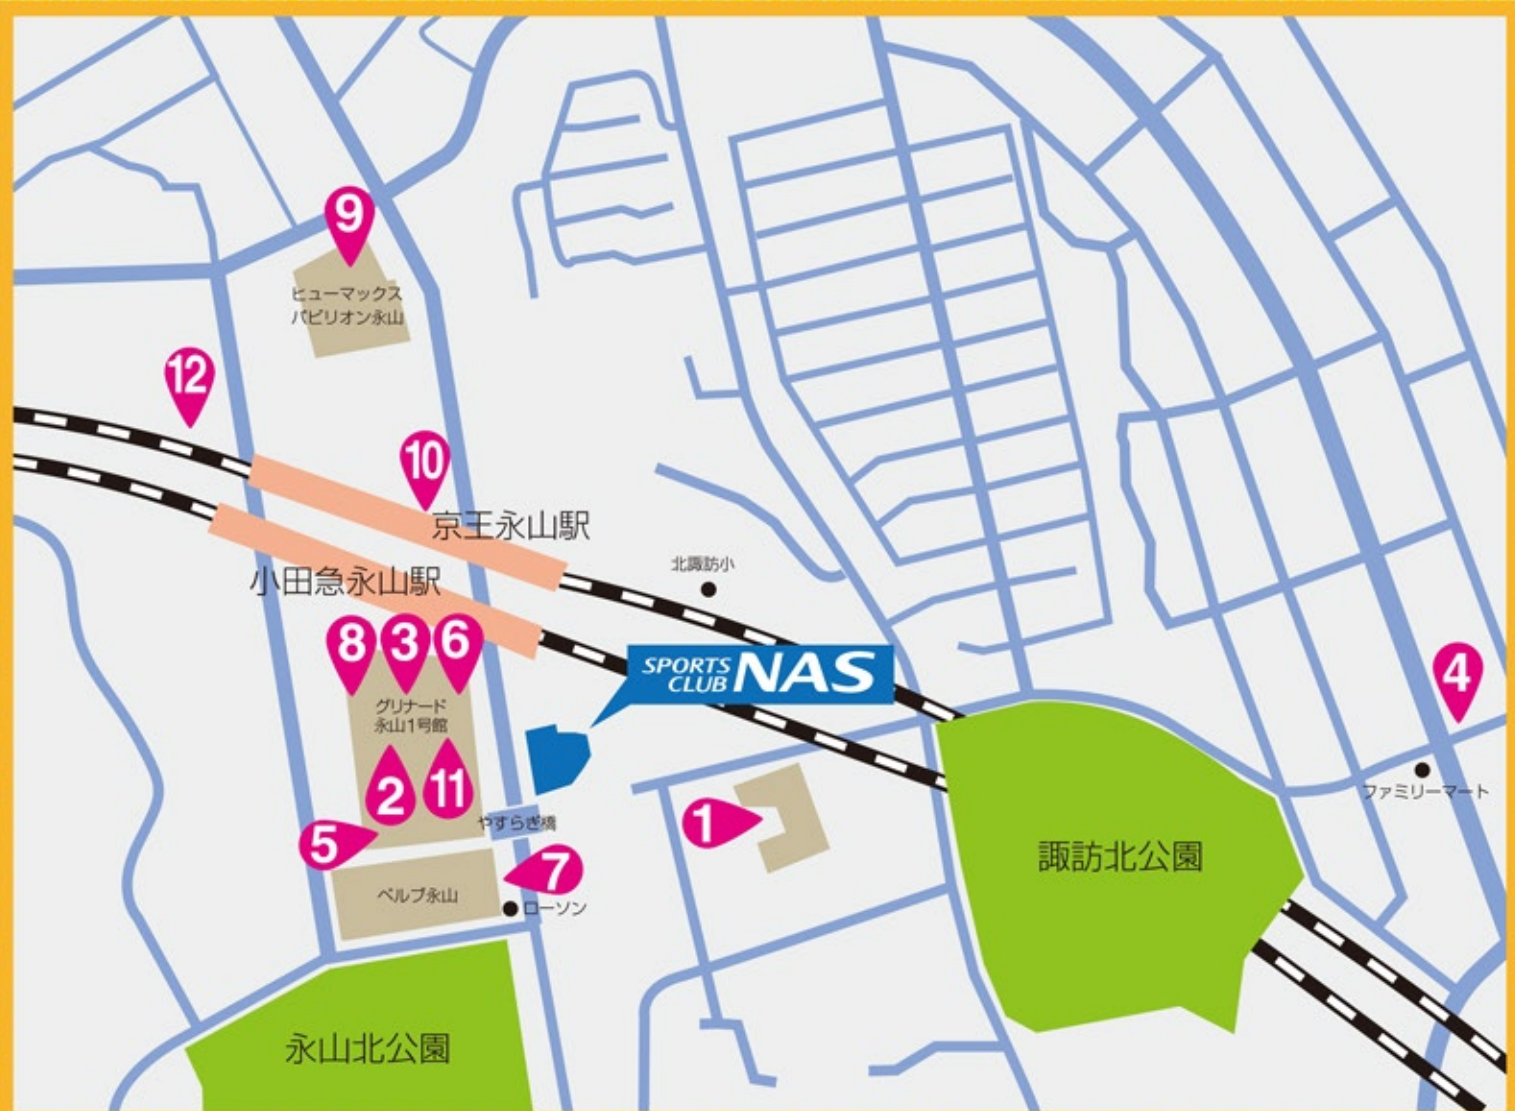 9
ヒューマックス
パビリオン永山
12
10
京王永山駅
小田急永山駅
北諏訪小
8
3
6
SPORTS
CLUB NAS
4
グリナード
永山1号館
2
11
ファミリーマート
やすらぎ橋
1
5
7
諏訪北公園
ベルブ永山
ローソン
永山北公園